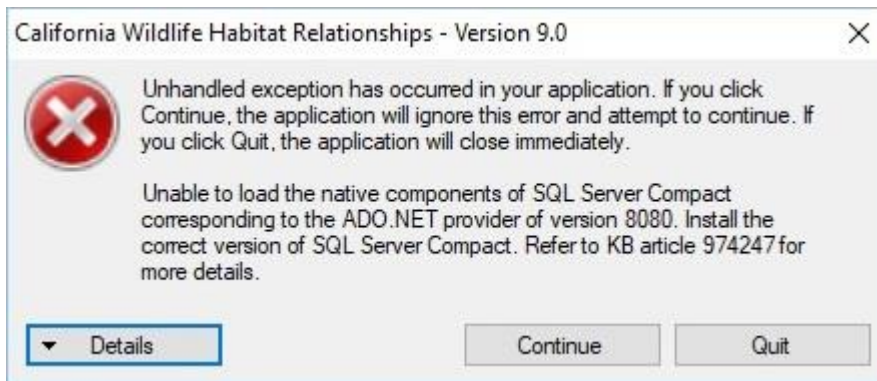 California Wildlife Habitat Relationships - Version 9.0
Unhandled exception has occurred in your application. If you click
Continue, the application will ignore this error and attempt to continue. If
you click Quit, the application will close immediately.
Unable to load the native components of SQL Server Compact
corresponding to the ADO.NET provider of version 8080. Install the
correct version of SQL Server Compact. Refer to KB article 974247 for
more details.
Details
Continue
Quit